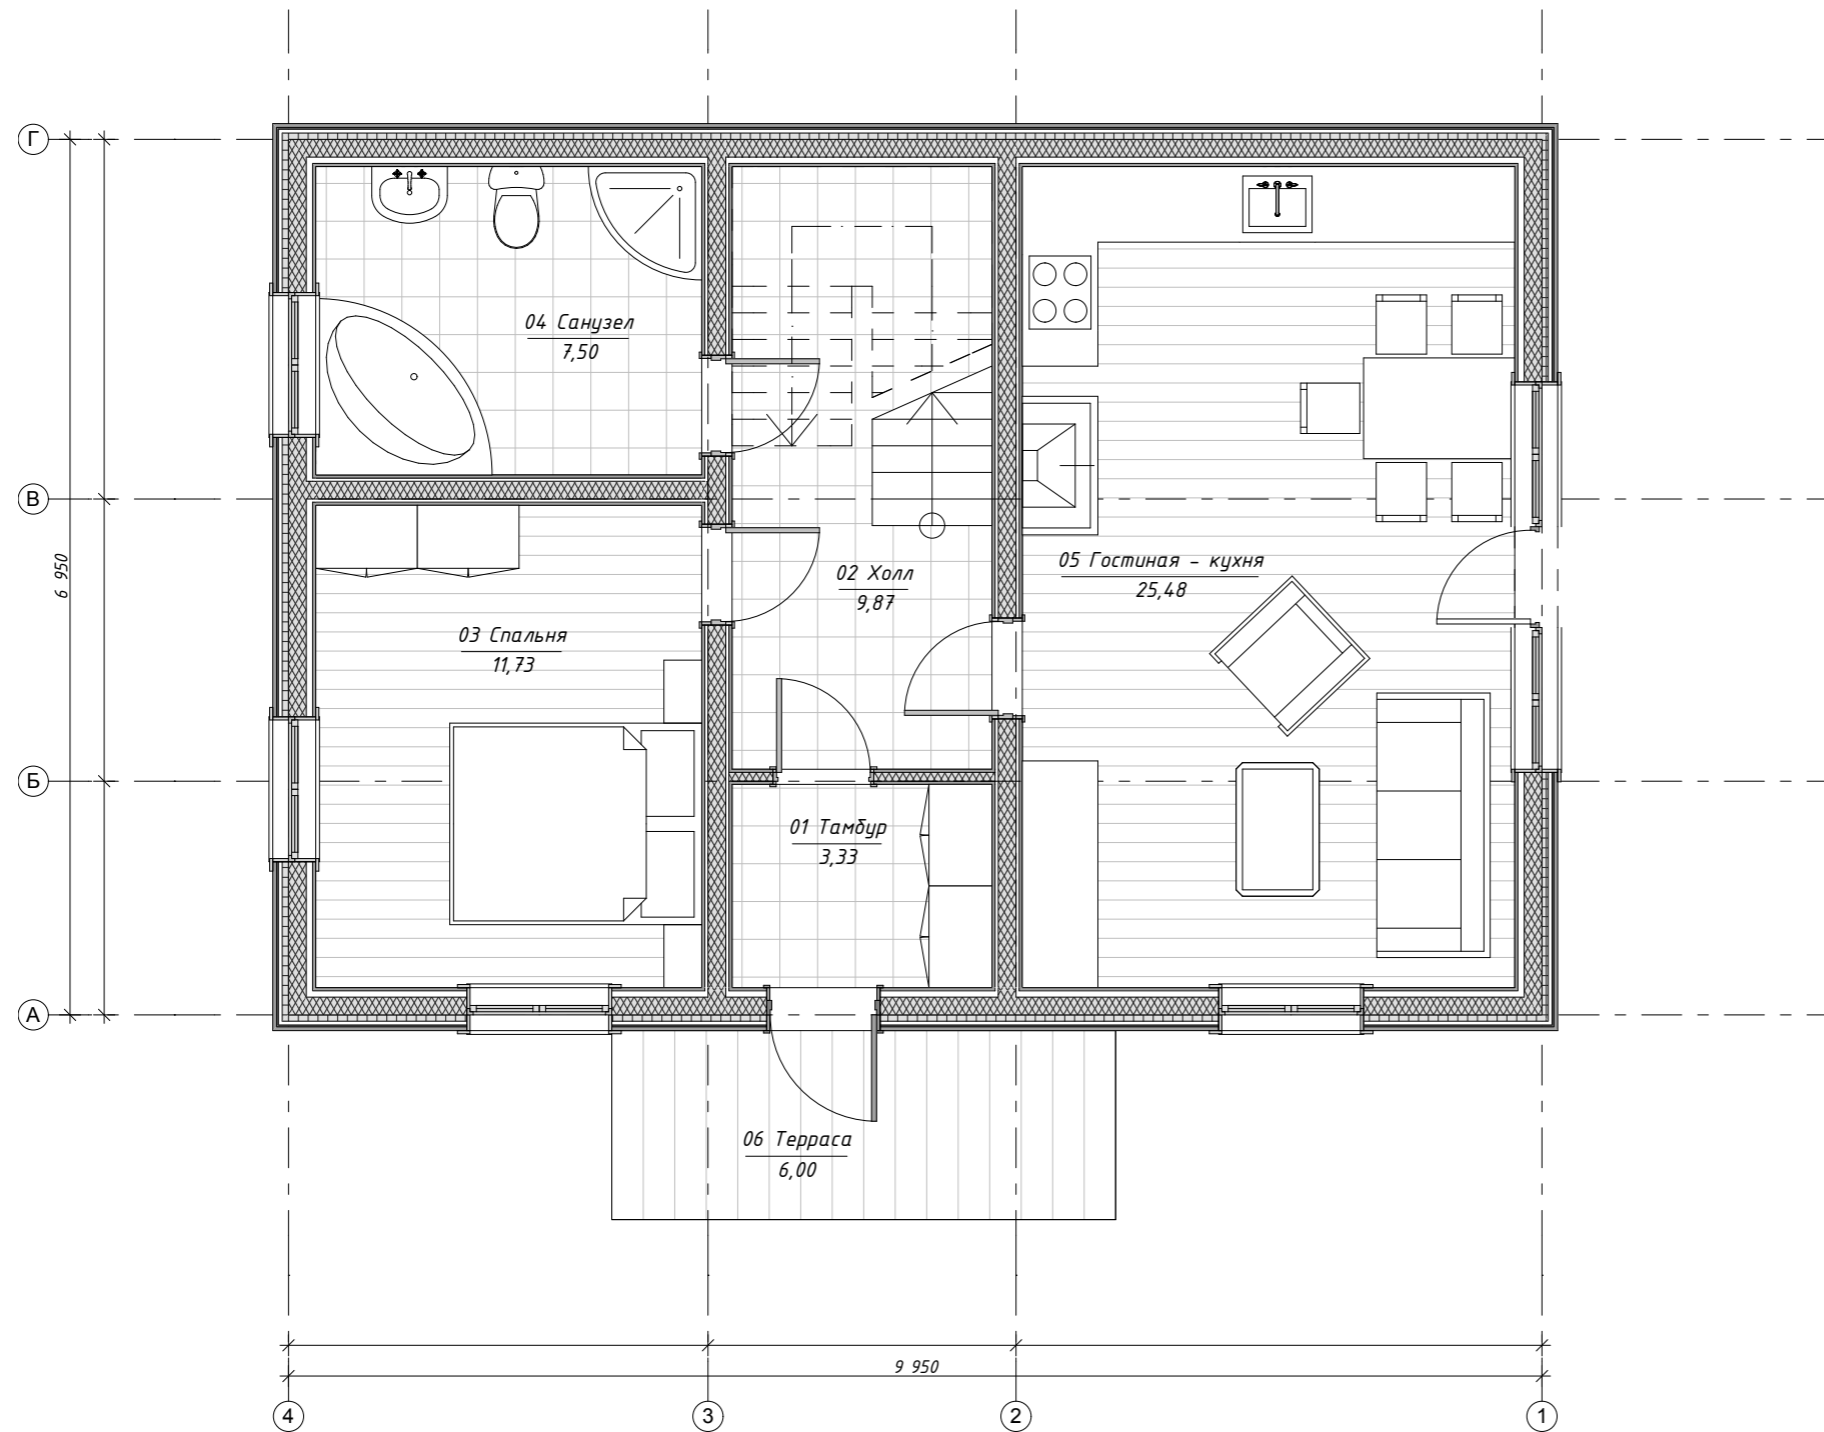 Г
04 Санузел
7,50
В
6 950
05 Гостиная - кухня
25,48
02 Холл
9,87
03 Спальня
11,73
Б
01 Тамбур
3,33
А
06 Терраса
6,00
9 950
4
3
2
1